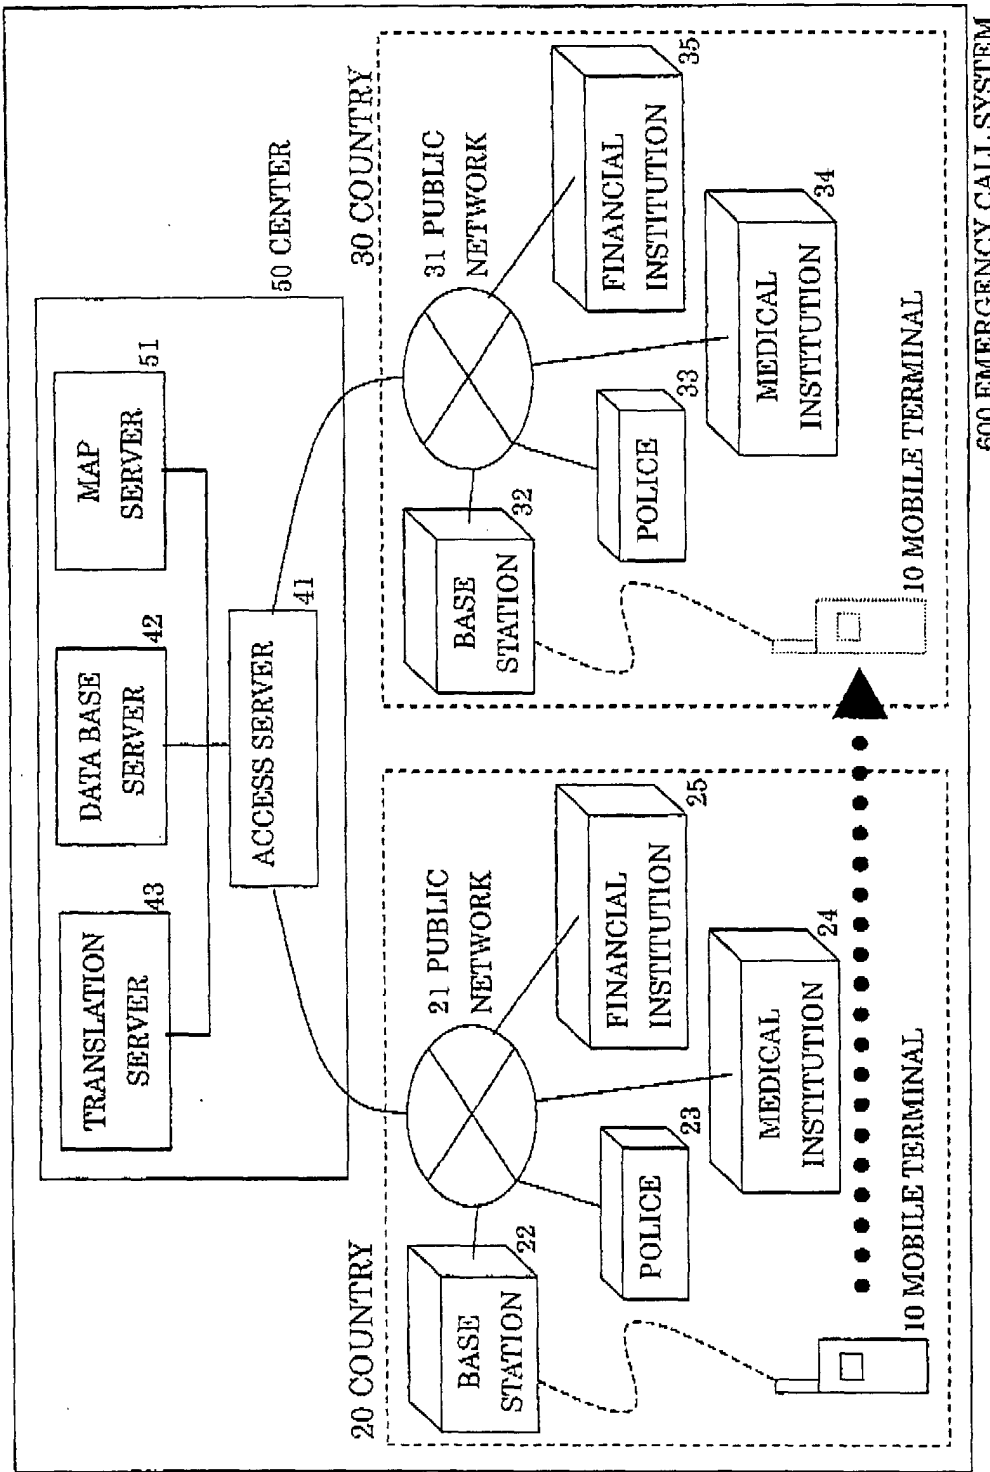 50 CENTER
TRANSLATION
SERVER
43
DATA BASE
SERVER
42
MAP
SERVER
51
ACCESS SERVER
41
20 COUNTRY
21 PUBLIC
NETWORK
BASE
STATION
22
POLICE
23
MEDICAL
INSTITUTION
24
FINANCIAL
INSTITUTION
25
10 MOBILE TERMINAL
30 COUNTRY
31 PUBLIC
NETWORK
BASE
STATION
32
POLICE
33
MEDICAL
INSTITUTION
34
FINANCIAL
INSTITUTION
35
10 MOBILE TERMINAL
600 EMERGENCY CALL SYSTEM